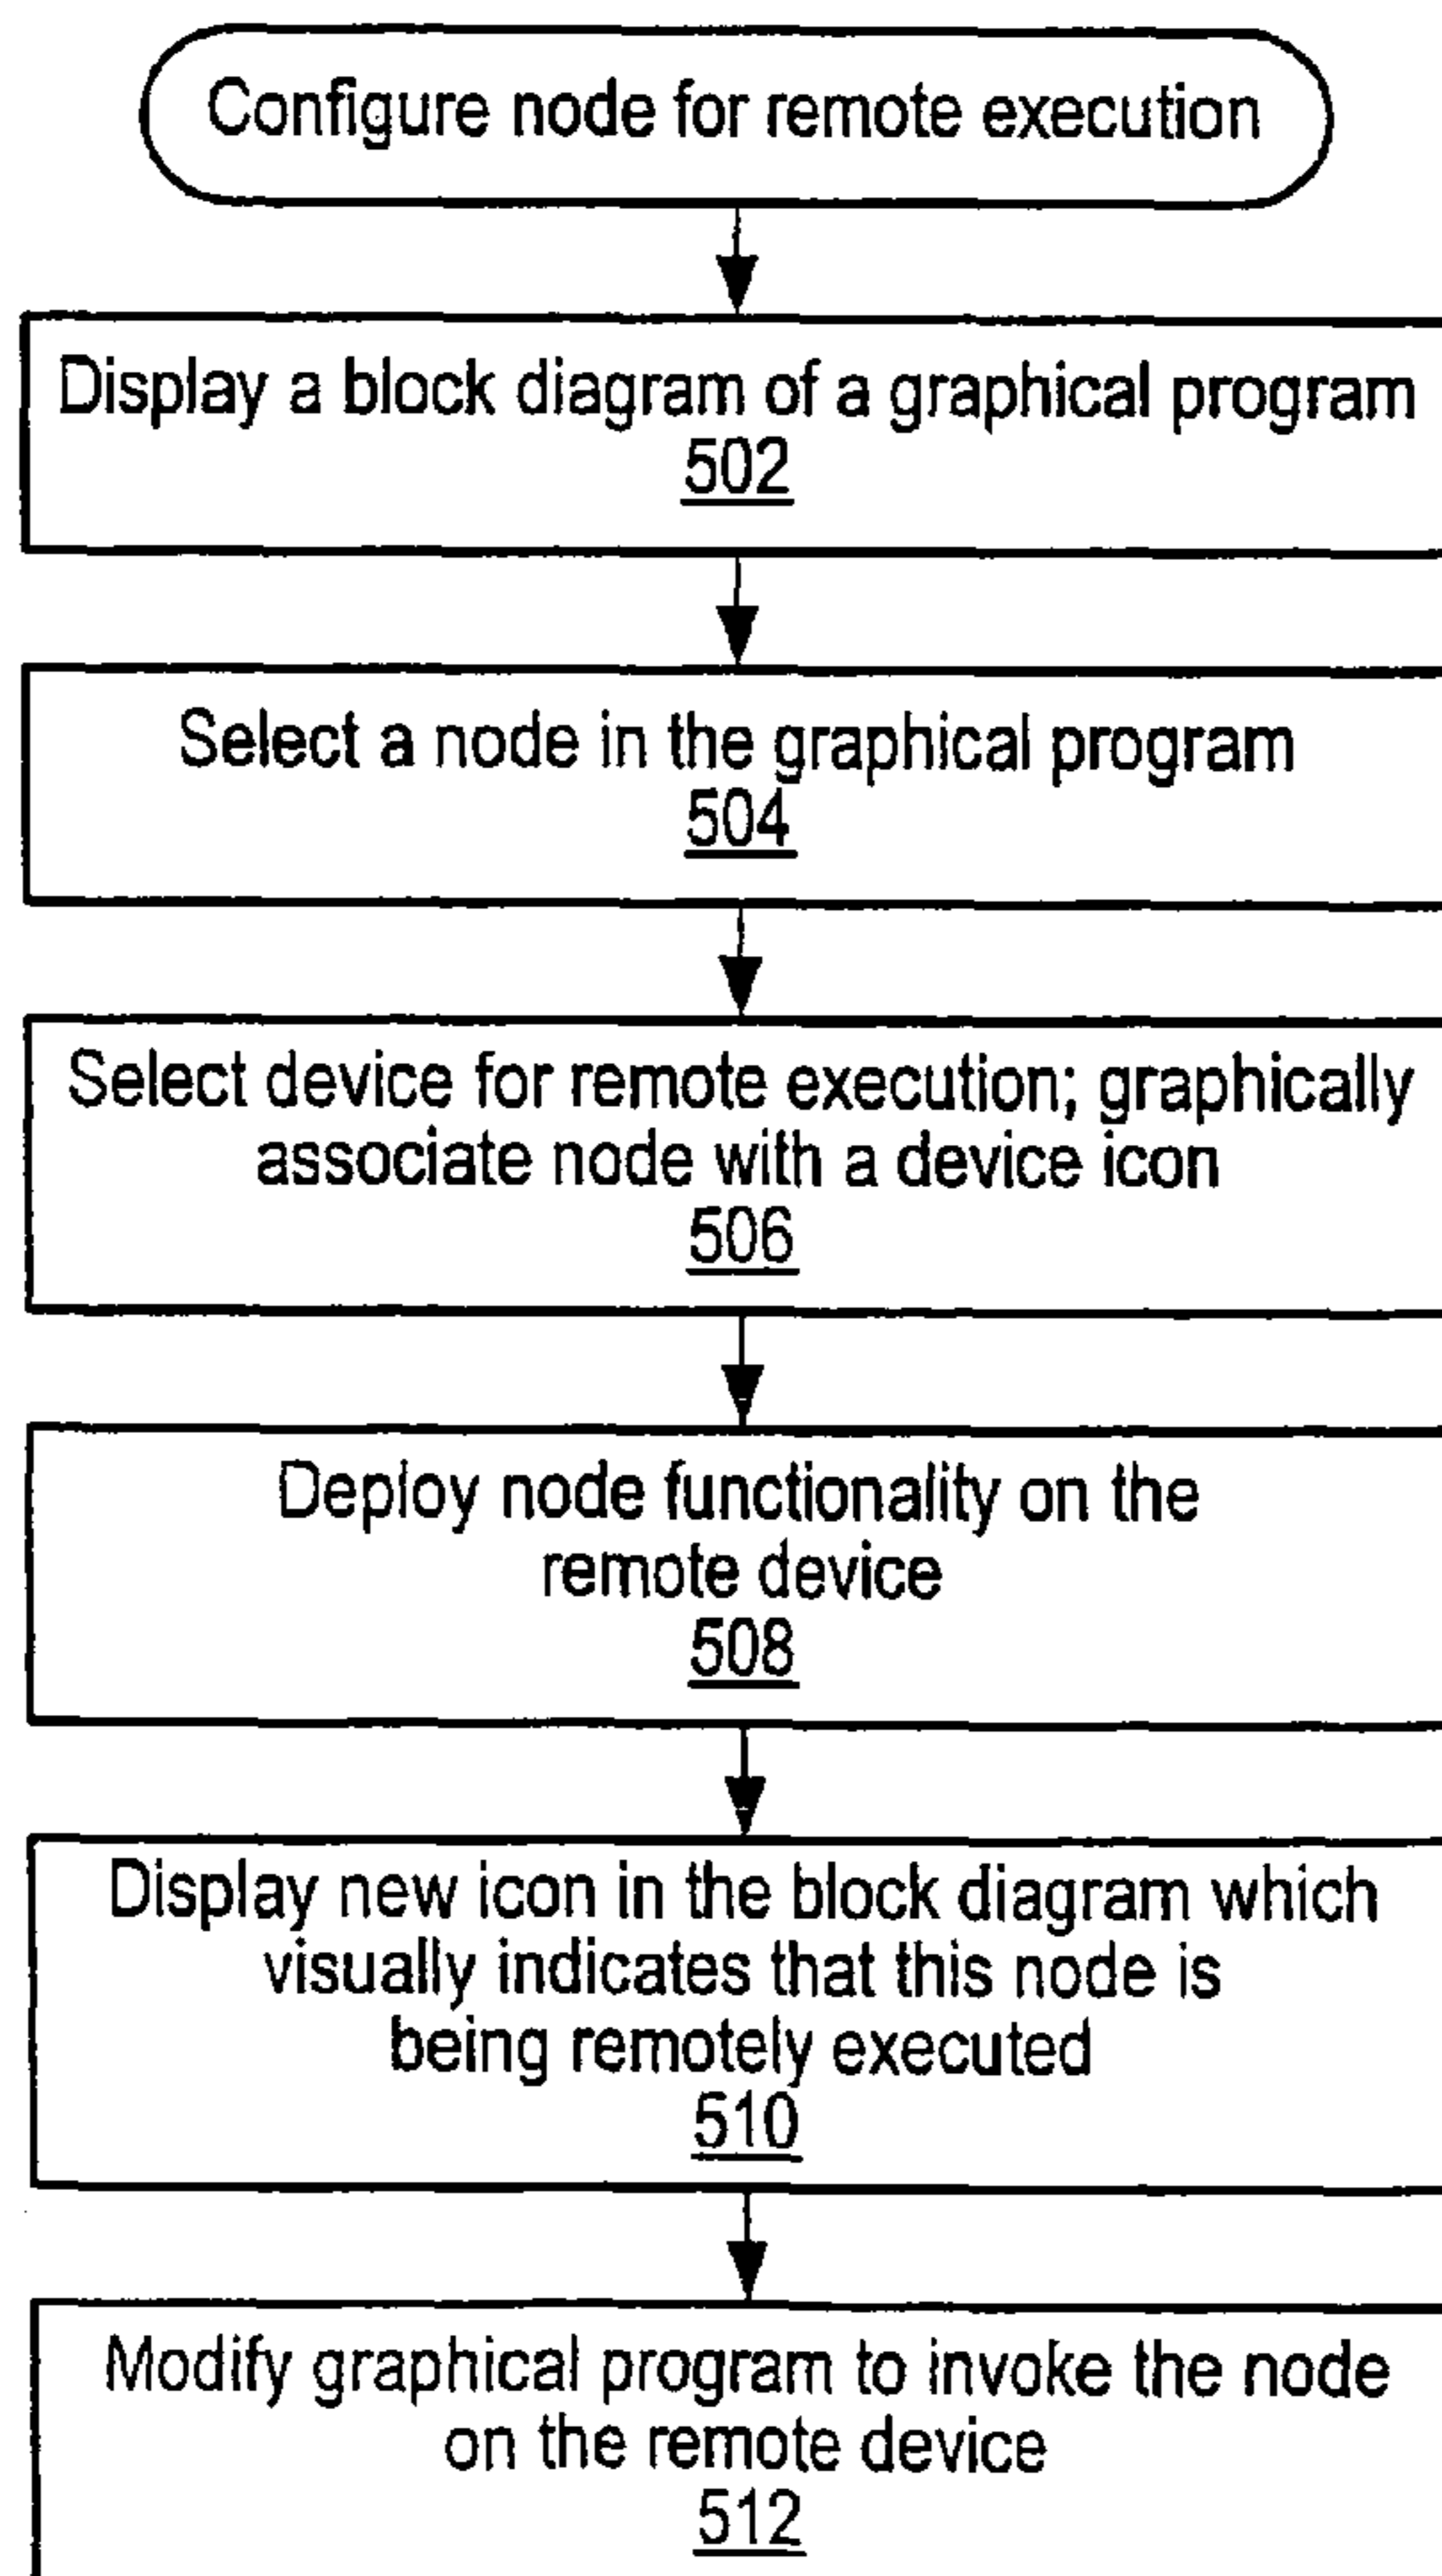 Configure node for remote execution
Display a block diagram of a graphical program
502
Select a node in the graphical program
504
Select device for remote execution; graphically
associate node with a device icon
506
Deploy node functionality on the
remote device
508
Display new icon in the block diagram which
visually indicates that this node is
being remotely executed
510
Modify graphical program to invoke the node
on the remote device
512